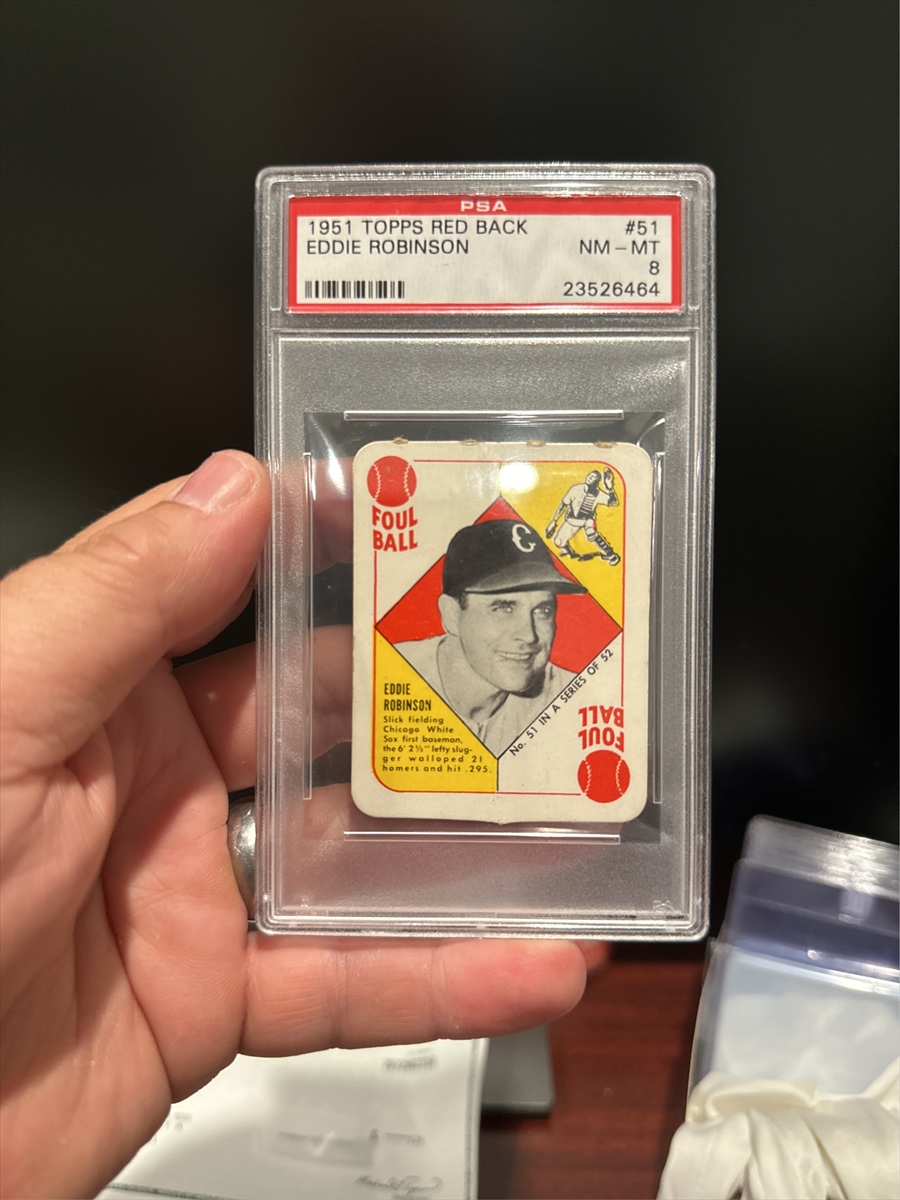 PSA
1951 TOPPS RED BACK #51
EDDIE ROBINSON NM-MT
8
23526464
FOUL
BALL
C
EDDIE
ROBINSON
Slick fielding
Chicago White
Sox first baseman,
the 6' 2½" lefty slug-
ger walloped 21
homers and hit .295.
No. 51 IN A SERIES OF 52
FOUL
BALL